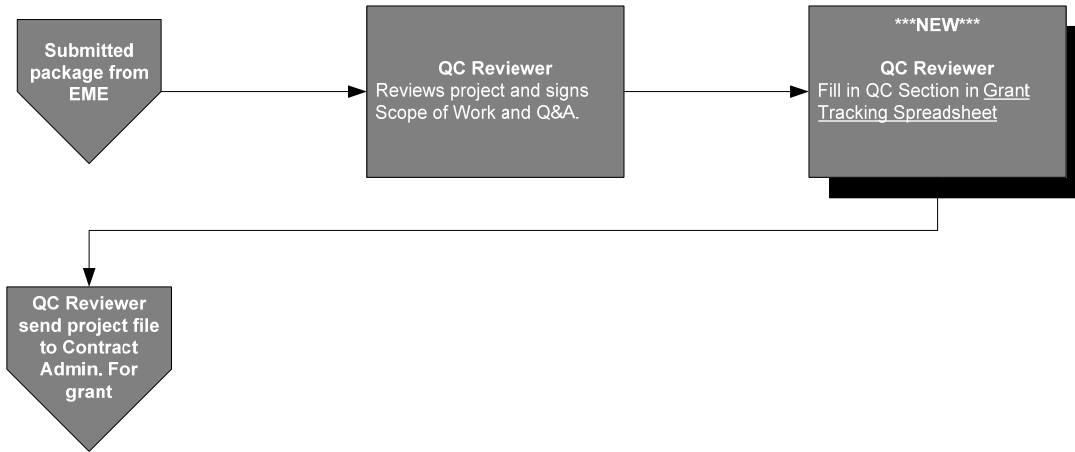 Submitted
package from
EME
QC Reviewer
Reviews project and signs
Scope of Work and Q&A.
***NEW***
QC Reviewer
Fill in QC Section in Grant
Tracking Spreadsheet
QC Reviewer
send project file
to Contract
Admin. For
grant